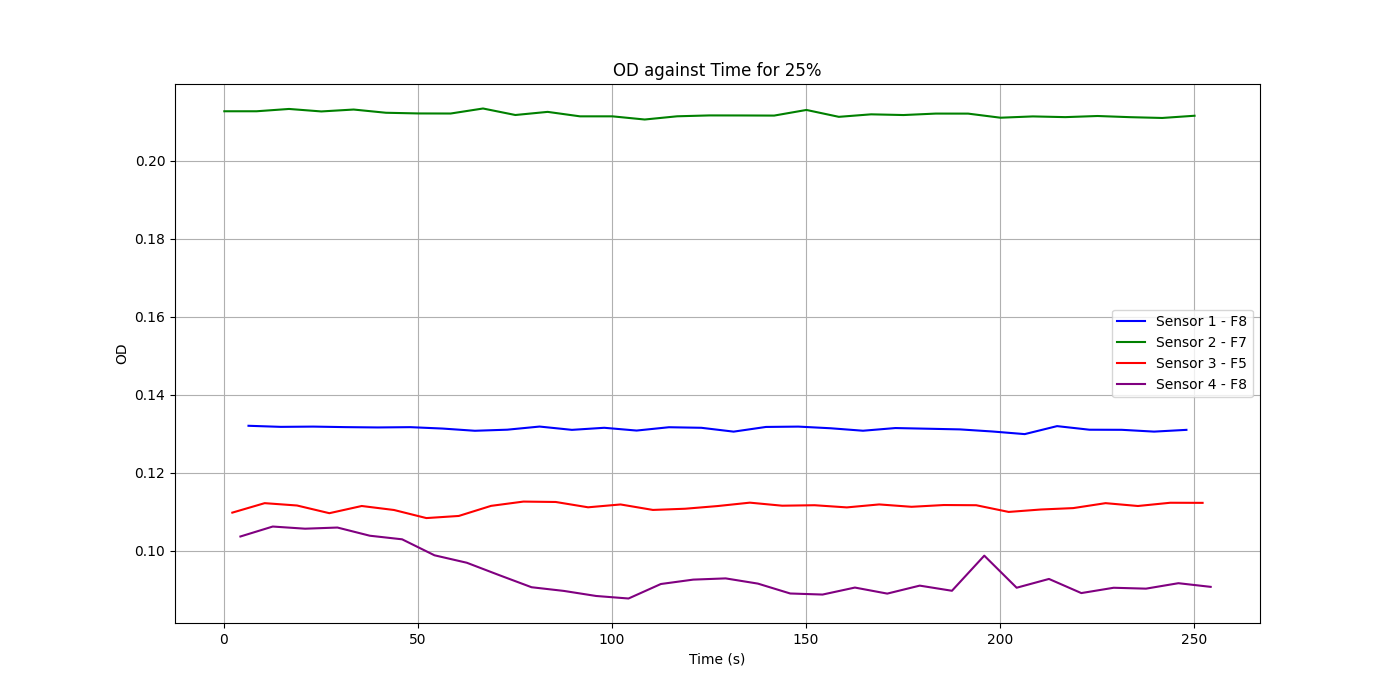 OD against Time for 25%
0.20
0.18
0.16
0.14
0.12
0.10
OD
Sensor 1 - F8
Sensor 2 - F7
Sensor 3 - F5
Sensor 4 - F8
0
50
100
150
200
250
Time (s)